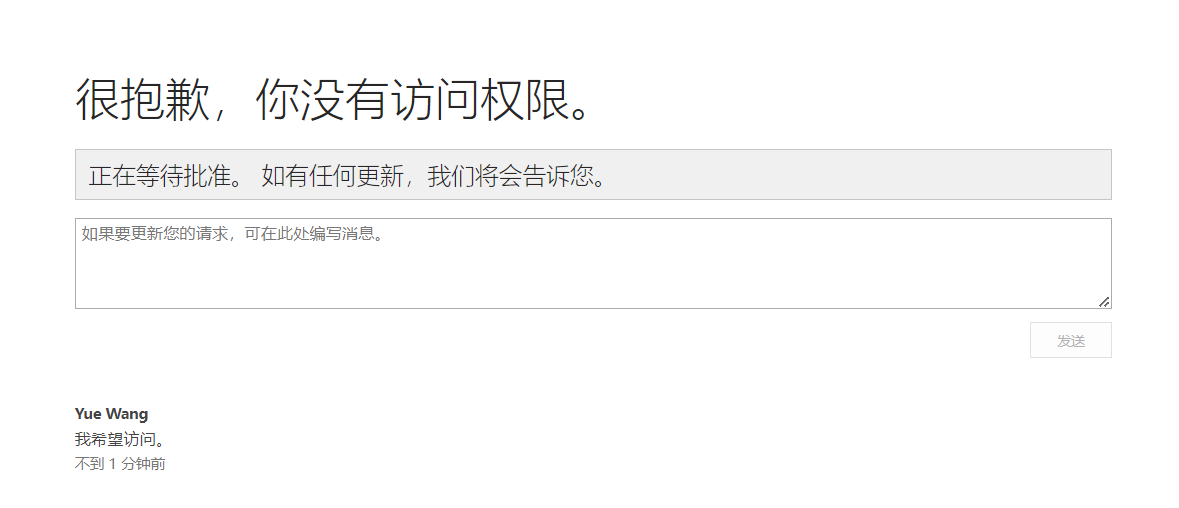 很抱歉，你没有访问权限。
正在等待批准。 如有任何更新，我们将会告诉您。
如果要更新您的请求，可在此处编写消息。
发送
Yue Wang
我希望访问。
不到 1 分钟前